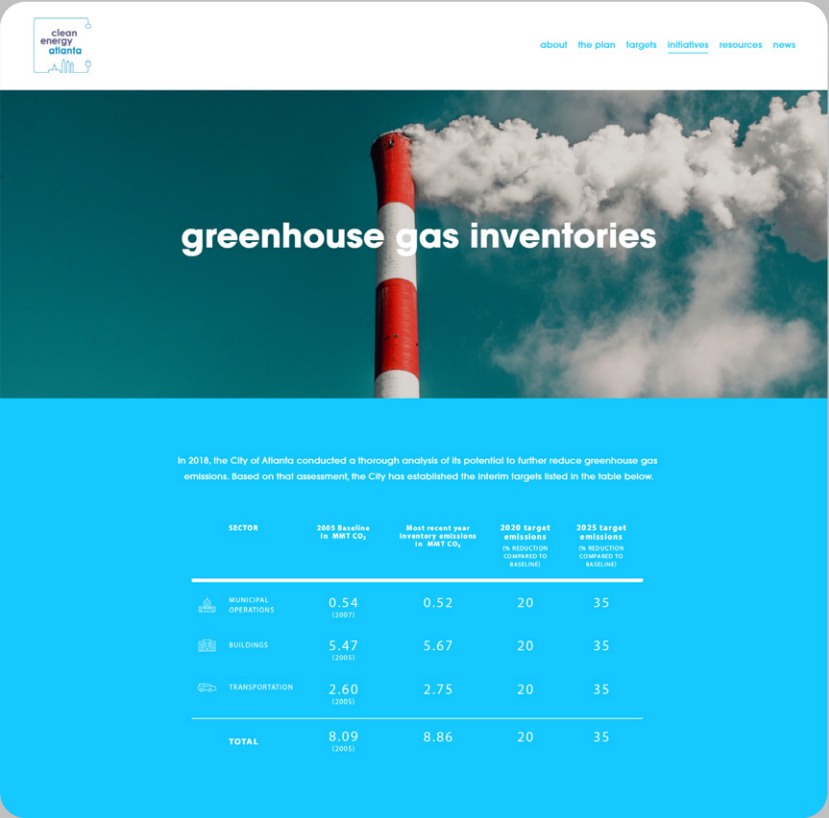 clean
energy
atlanta
about the plan targets initiatives resources news
greenhouse gas inventories
In 2018, the City of Atlanta conducted a thorough analysis of its potential to further reduce greenhouse gas
emissions. Based on that assessment, the City has established the interim targets listed in the table below.
SECTOR
2005 Baseline
in MMT CO₂
Most recent year
inventory emissions
in MMT CO₂
2020 target
emissions
(% REDUCTION
COMPARED TO
BASELINE)
2025 target
emissions
(% REDUCTION
COMPARED TO
BASELINE)
MUNICIPAL
OPERATIONS
0.54
(2007)
0.52
20
35
BUILDINGS
5.47
(2005)
5.67
20
35
TRANSPORTATION
2.60
(2005)
2.75
20
35
TOTAL
8.09
(2005)
8.86
20
35